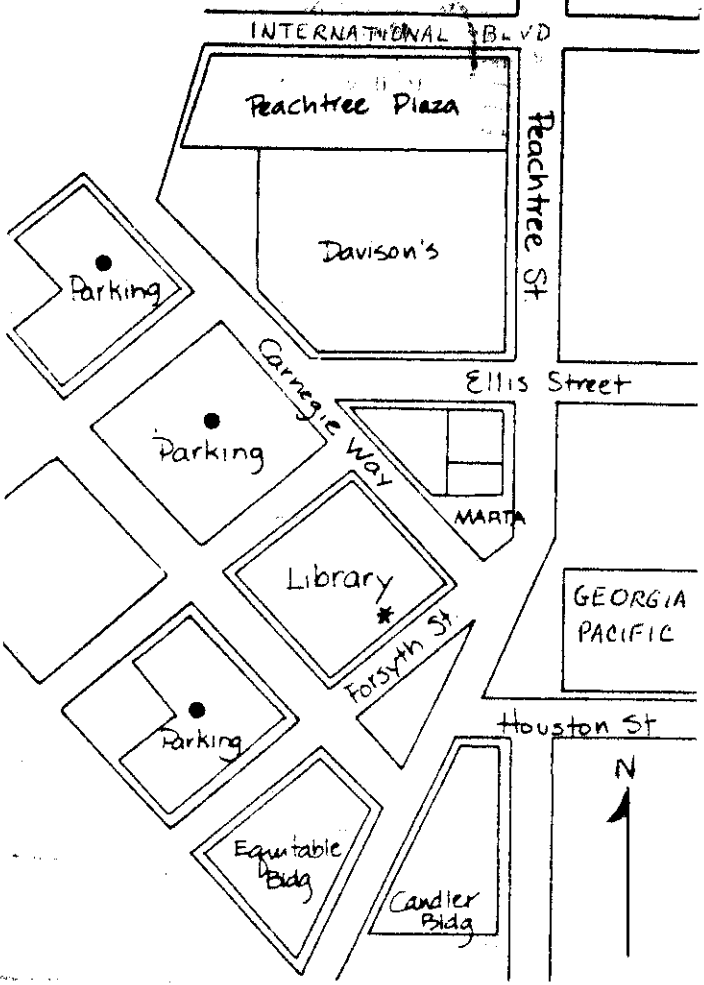 INTERNATIONAL BLVD
Peachtree Plaza
Peachtree St.
Davison's
Parking
Carnegie Way
Ellis Street
Parking
MARTA
Library
*
Forsyth St.
GEORGIA
PACIFIC
Houston St
Parking
N
Equitable
Bldg
Candler
Bldg